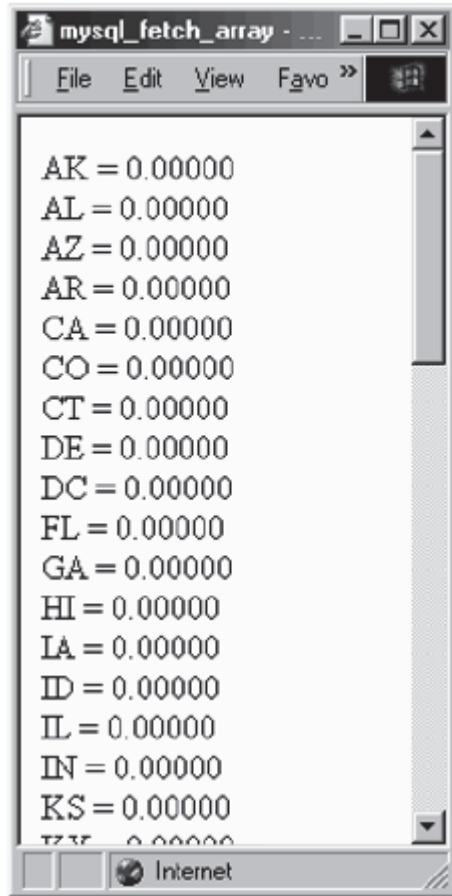 mysql_fetch_array - ...
File Edit View Favo »
AK = 0.00000
AL = 0.00000
AZ = 0.00000
AR = 0.00000
CA = 0.00000
CO = 0.00000
CT = 0.00000
DE = 0.00000
DC = 0.00000
FL = 0.00000
GA = 0.00000
HI = 0.00000
IA = 0.00000
ID = 0.00000
IL = 0.00000
IN = 0.00000
KS = 0.00000
Internet